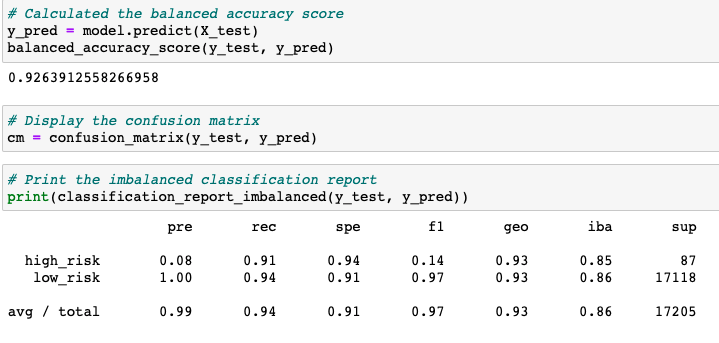 # Calculated the balanced accuracy score
y_pred = model.predict(X_test)
balanced_accuracy_score(y_test, y_pred)
0.9263912558266958
# Display the confusion matrix
cm = confusion_matrix(y_test, y_pred)
# Print the imbalanced classification report
print(classification_report_imbalanced(y_test, y_pred))
pre rec spe f1 geo iba sup
high_risk 0.08 0.91 0.94 0.14 0.93 0.85 87
low_risk 1.00 0.94 0.91 0.97 0.93 0.86 17118
avg / total 0.99 0.94 0.91 0.97 0.93 0.86 17205